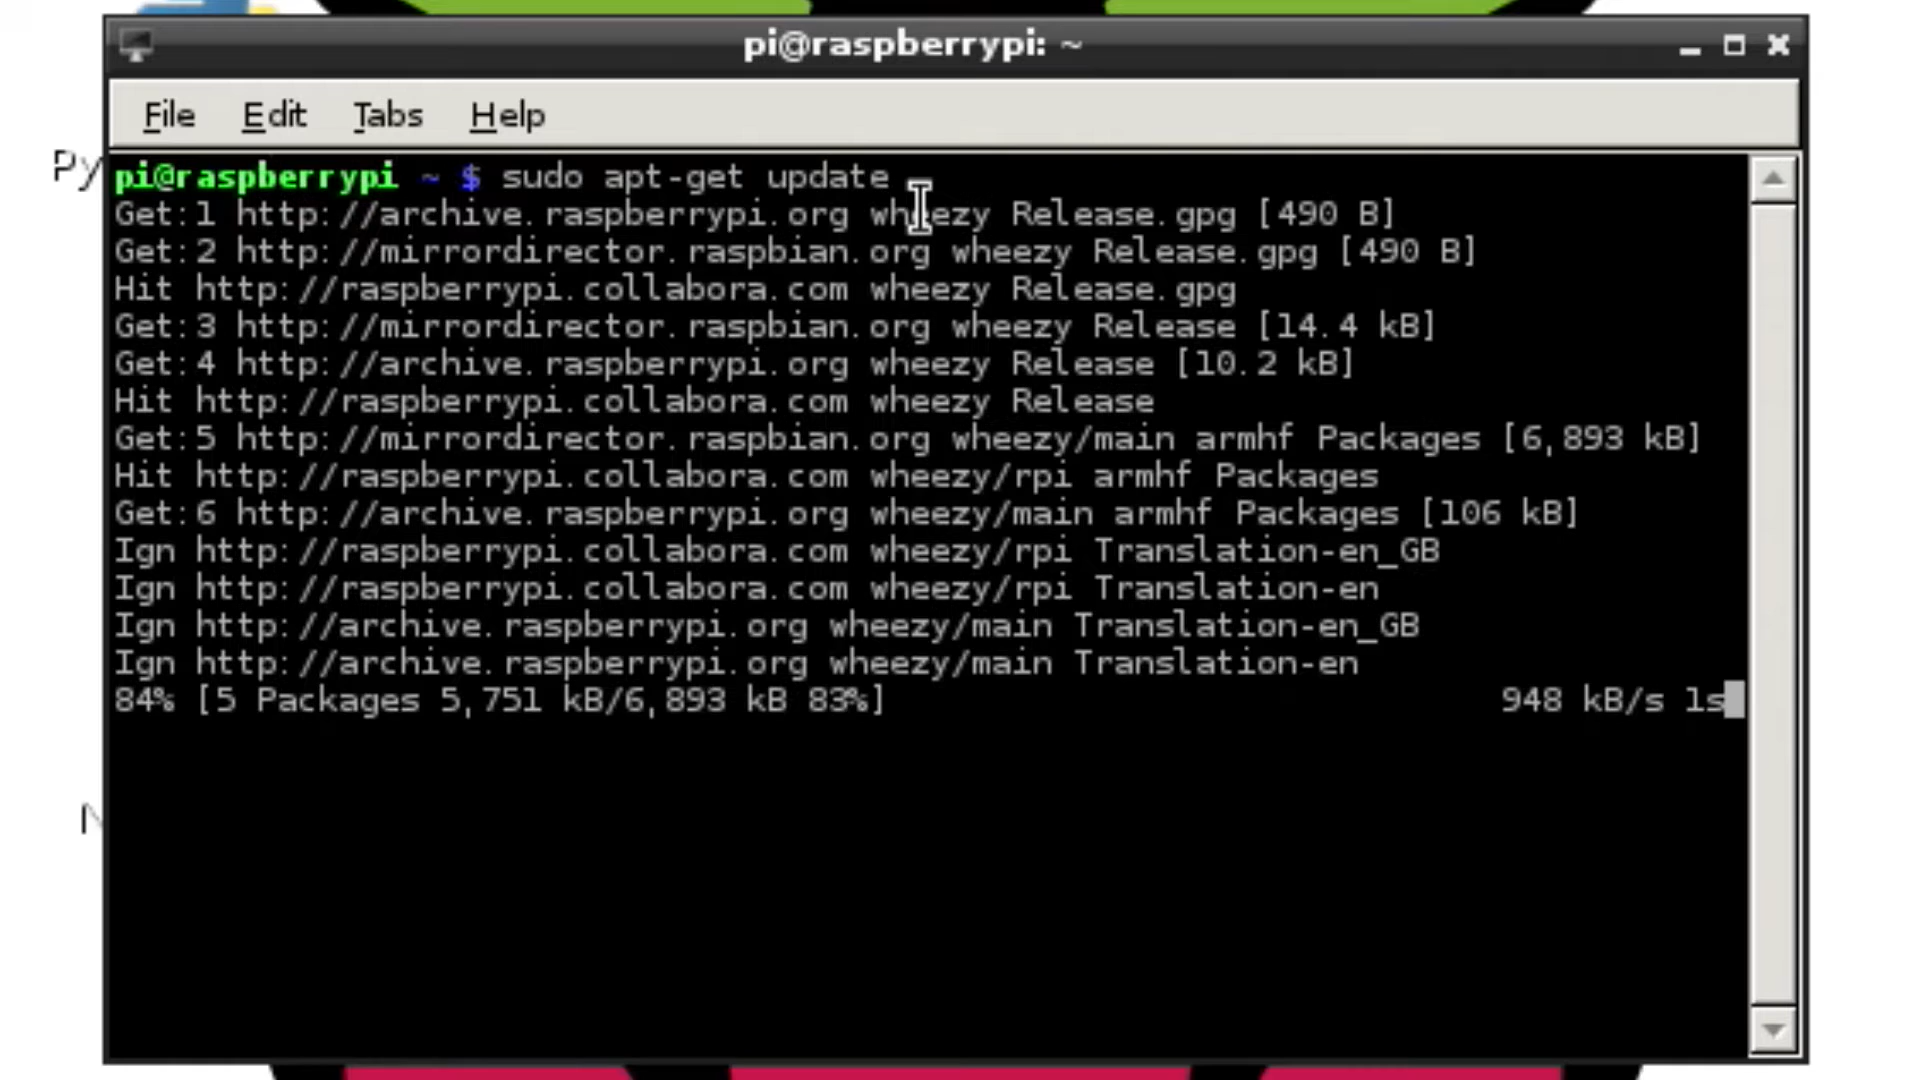 pi@raspberrypi: ~
File Edit Tabs Help
Py
pi@raspberrypi ~ $ sudo apt-get update
Get:1 http://archive.raspberrypi.org wheezy Release.gpg [490 B]
Get:2 http://mirrordirector.raspbian.org wheezy Release.gpg [490 B]
Hit http://raspberrypi.collabora.com wheezy Release.gpg
Get:3 http://mirrordirector.raspbian.org wheezy Release [14.4 kB]
Get:4 http://archive.raspberrypi.org wheezy Release [10.2 kB]
Hit http://raspberrypi.collabora.com wheezy Release
Get:5 http://mirrordirector.raspbian.org wheezy/main armhf Packages [6,893 kB]
Hit http://raspberrypi.collabora.com wheezy/rpi armhf Packages
Get:6 http://archive.raspberrypi.org wheezy/main armhf Packages [106 kB]
Ign http://raspberrypi.collabora.com wheezy/rpi Translation-en_GB
Ign http://raspberrypi.collabora.com wheezy/rpi Translation-en
Ign http://archive.raspberrypi.org wheezy/main Translation-en_GB
Ign http://archive.raspberrypi.org wheezy/main Translation-en
84% [5 Packages 5,751 kB/6,893 kB 83%] 948 kB/s 1s